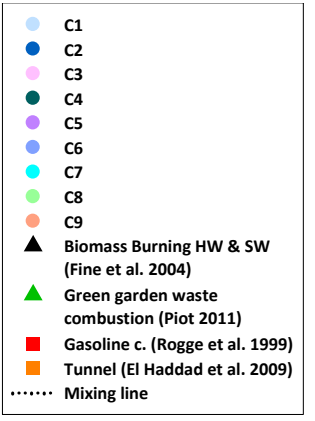 C1
C2
C3
C4
C5
C6
C7
C8
C9
Biomass Burning HW & SW
(Fine et al. 2004)
Green garden waste
combustion (Piot 2011)
Gasoline c. (Rogge et al. 1999)
Tunnel (El Haddad et al. 2009)
Mixing line